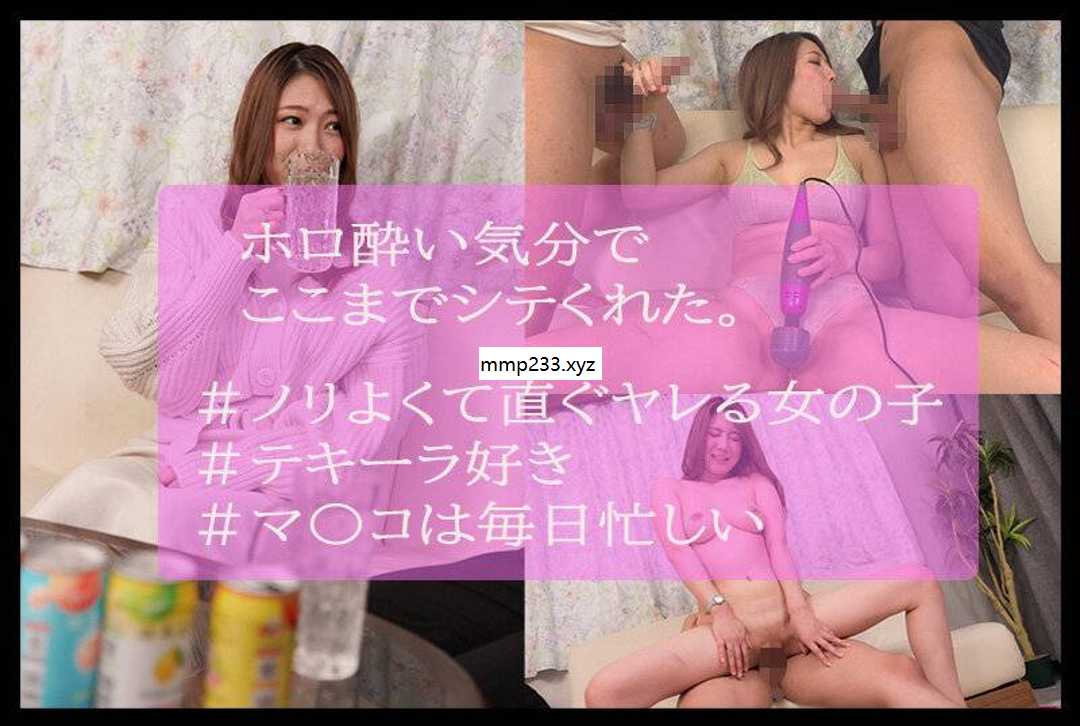 ホロ酔い気分で
ここまでシテくれた。
mmp233.xyz
#ノリよくて直ぐヤレる女の子
#テキーラ好き
#マ〇コは毎日忙しい